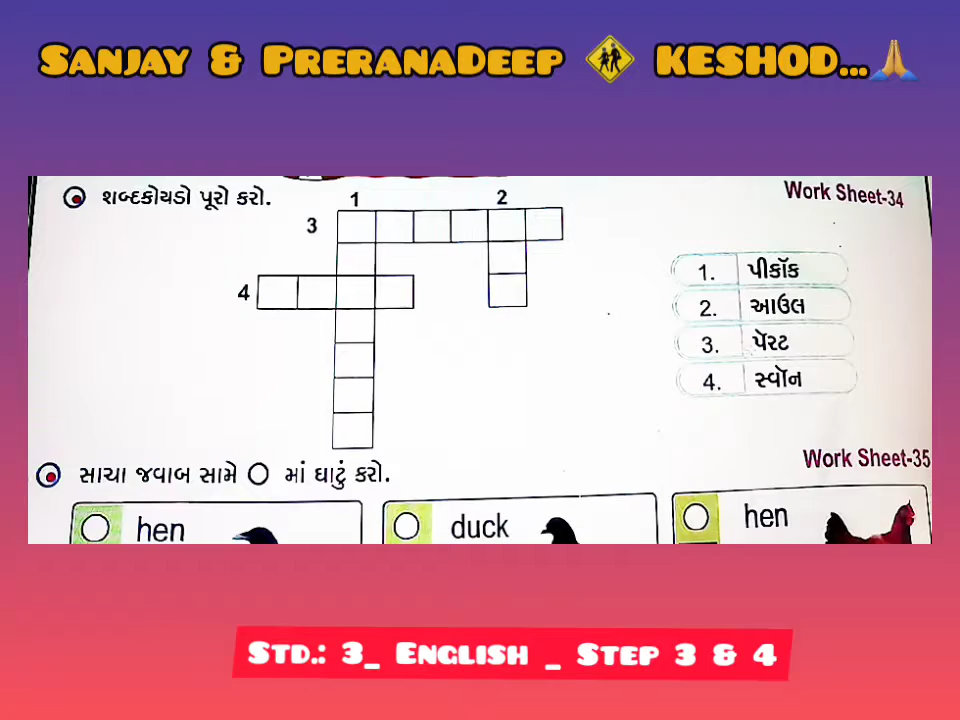 SANJAY & PRERANADEEP 🚸 KESHOD...🙏
શબ્દકોયડો પૂરો કરો.
Work Sheet-34
1 2
3
4
1. પીકૉક
2. આઉલ
3. પૅરટ
4. સ્વૉન
Work Sheet-35
સાચા જવાબ સામે ○ માં ઘાટું કરો.
hen duck hen
STD.: 3_ ENGLISH _ STEP 3 & 4